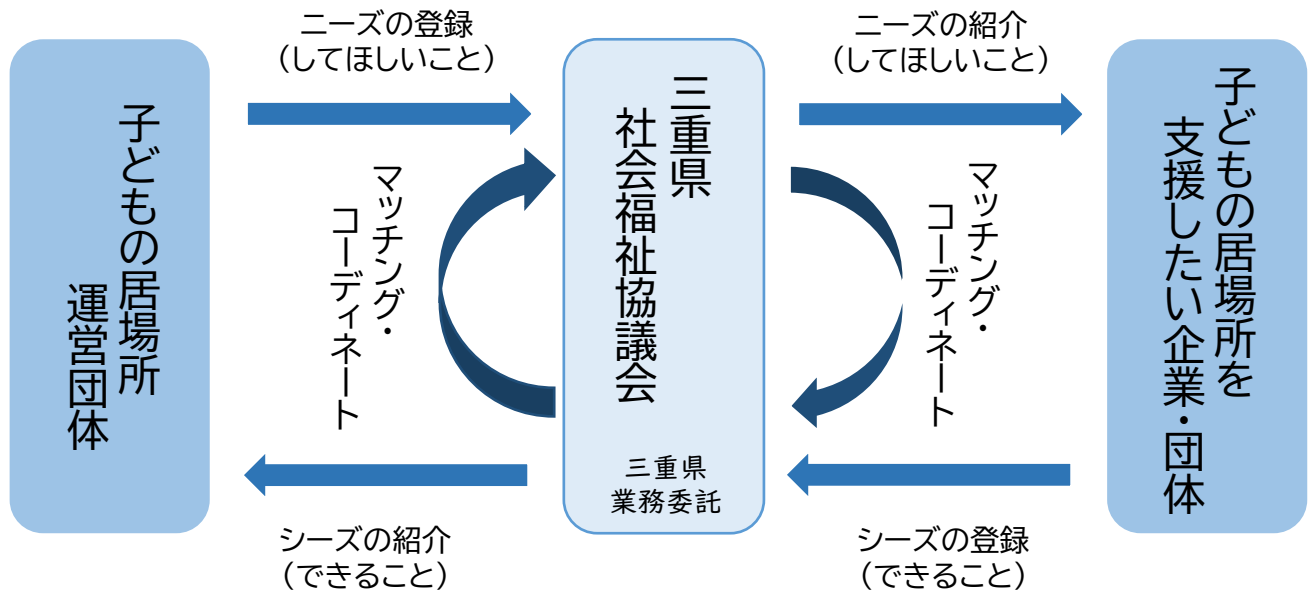 ニーズの登録
（してほしいこと）
ニーズの紹介
（してほしいこと）
子どもの居場所
運営団体
マッチング・
コーディネート
三重県
社会福祉協議会
三重県
業務委託
マッチング・
コーディネート
子どもの居場所を
支援したい企業・団体
シーズの紹介
（できること）
シーズの登録
（できること）